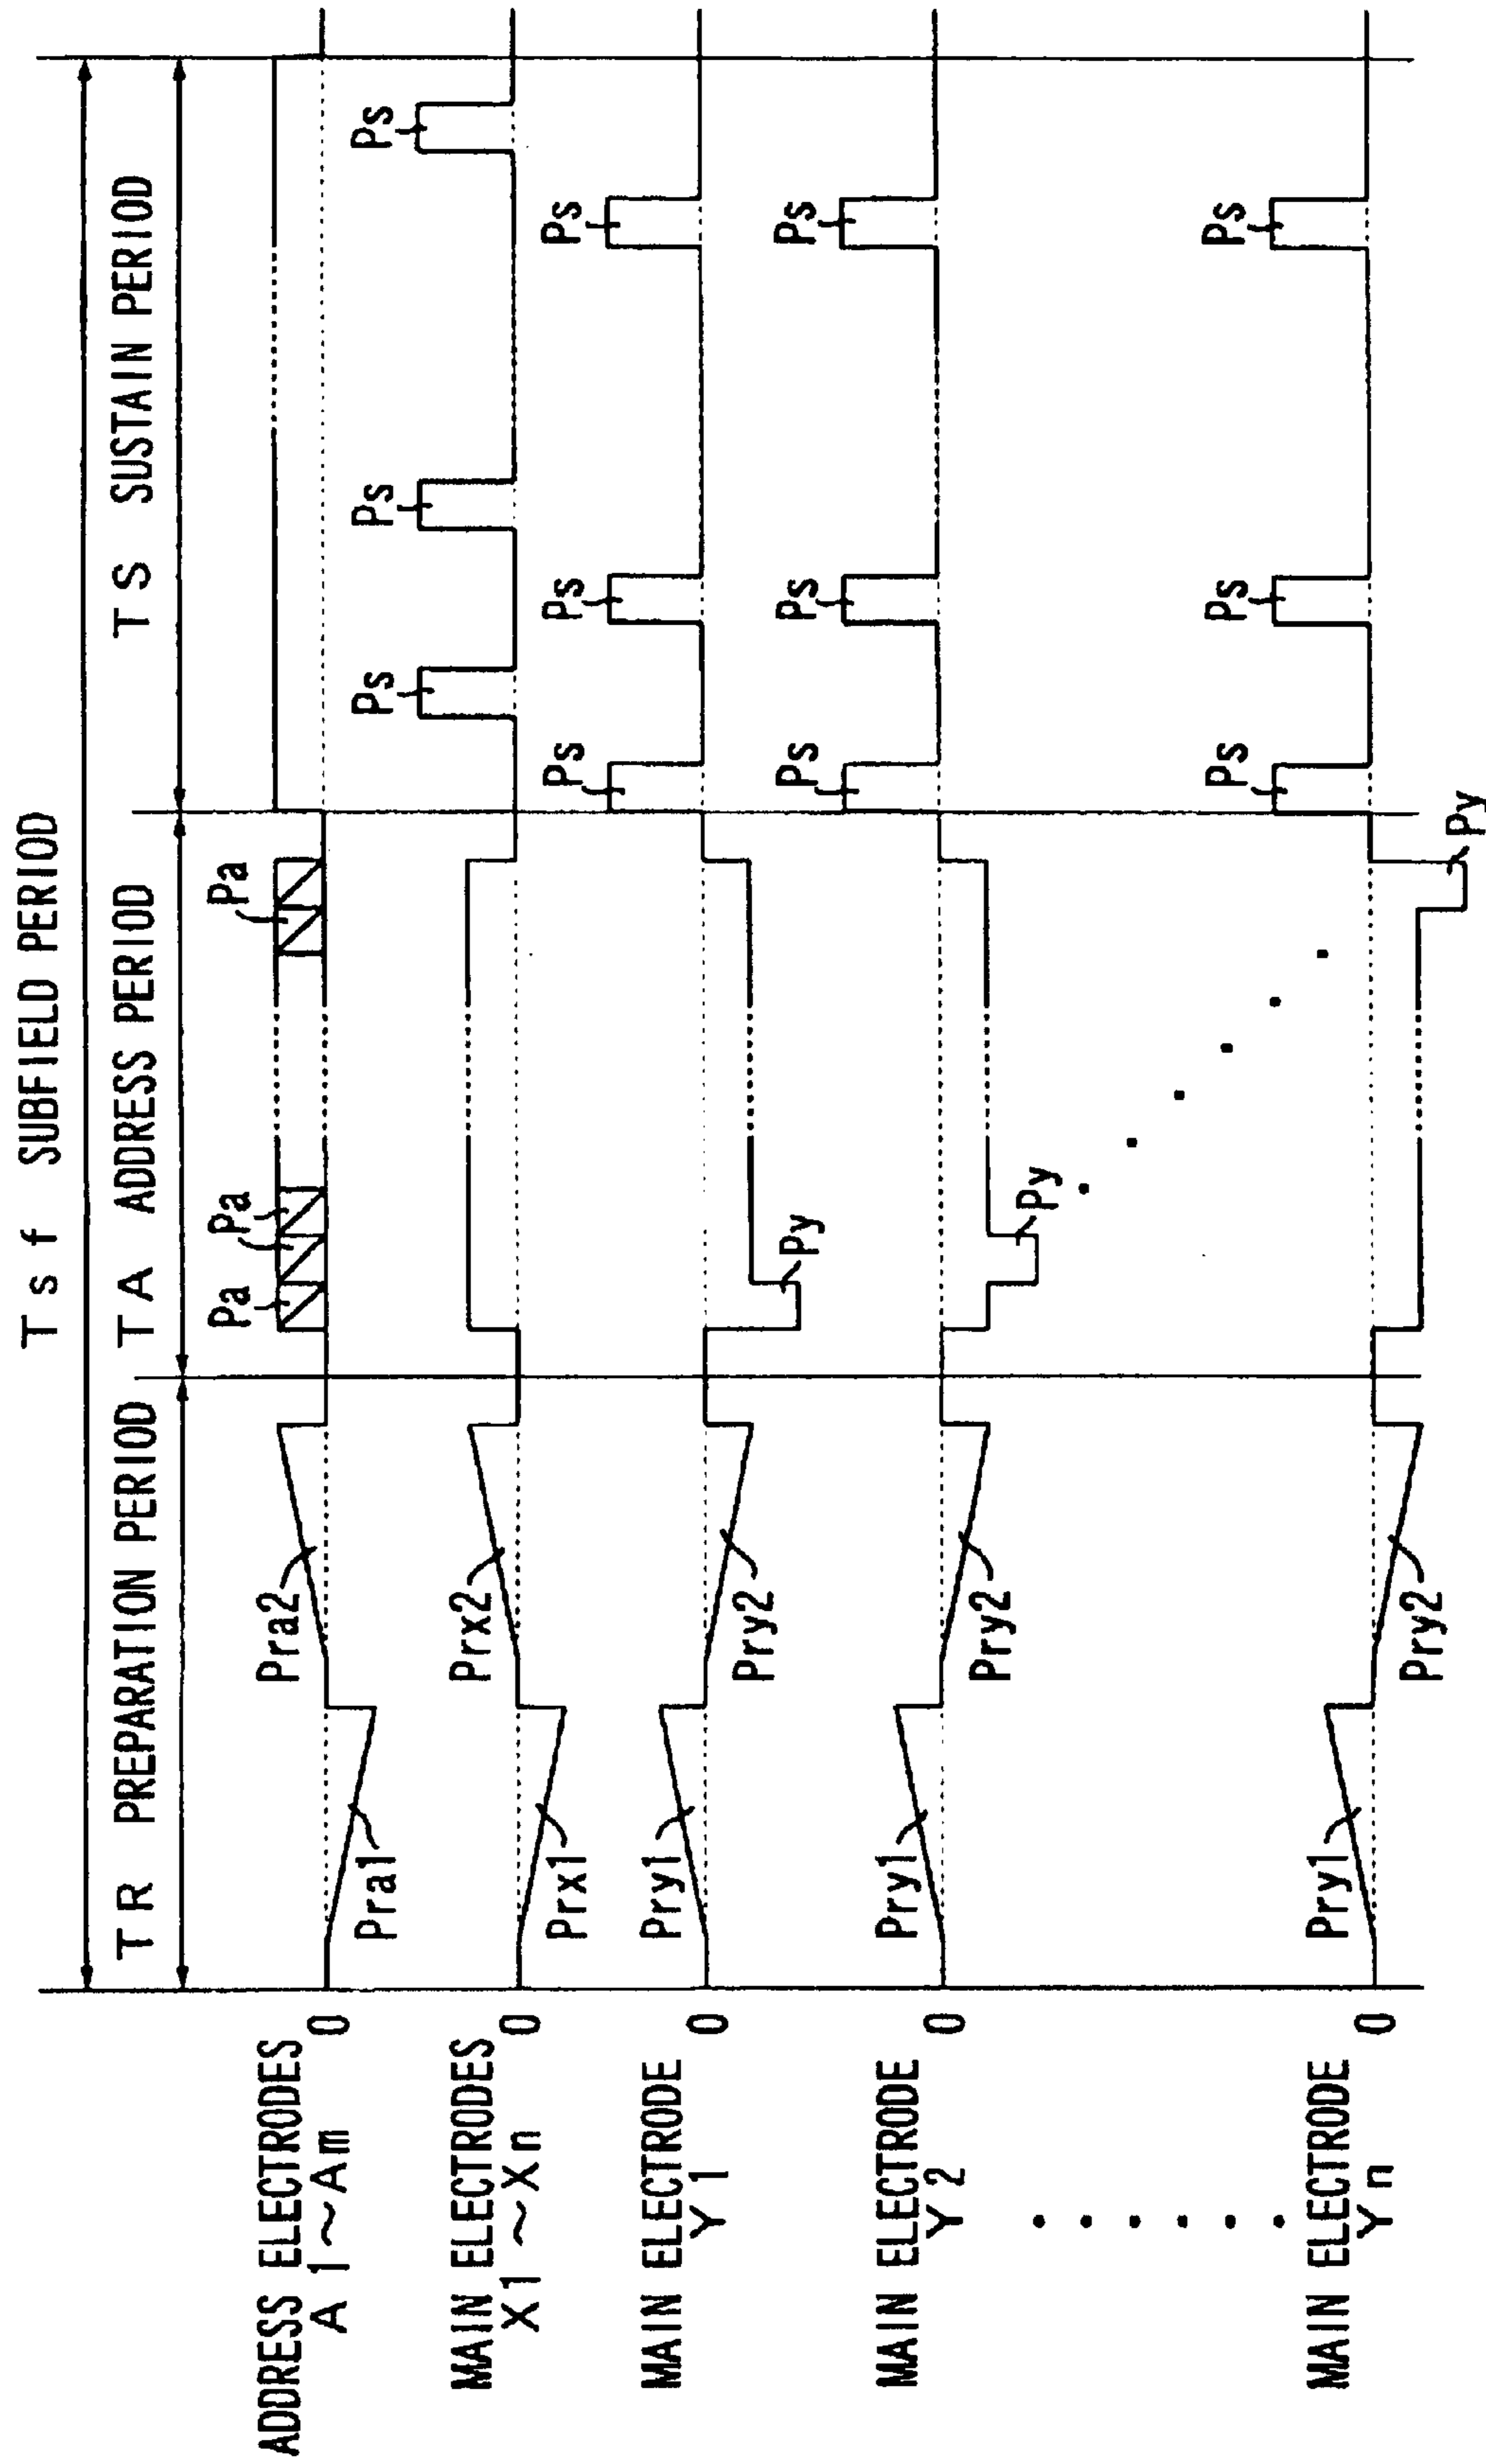 Tsf SUBFIELD PERIOD
TR PREPARATION PERIOD
TA ADDRESS PERIOD
TS SUSTAIN PERIOD
ADDRESS ELECTRODES
A1~Am
0
Pra1
Pra2
Pa
Pa
Pa
Pa
MAIN ELECTRODES
X1~Xn
0
Prx1
Prx2
Ps
Ps
Ps
MAIN ELECTRODE
Y1
0
Pry1
Pry2
Py
Ps
Ps
Ps
MAIN ELECTRODE
Y2
0
Pry1
Pry2
Py
Ps
Ps
Ps
MAIN ELECTRODE
Yn
0
Pry1
Pry2
Py
Ps
Ps
Ps